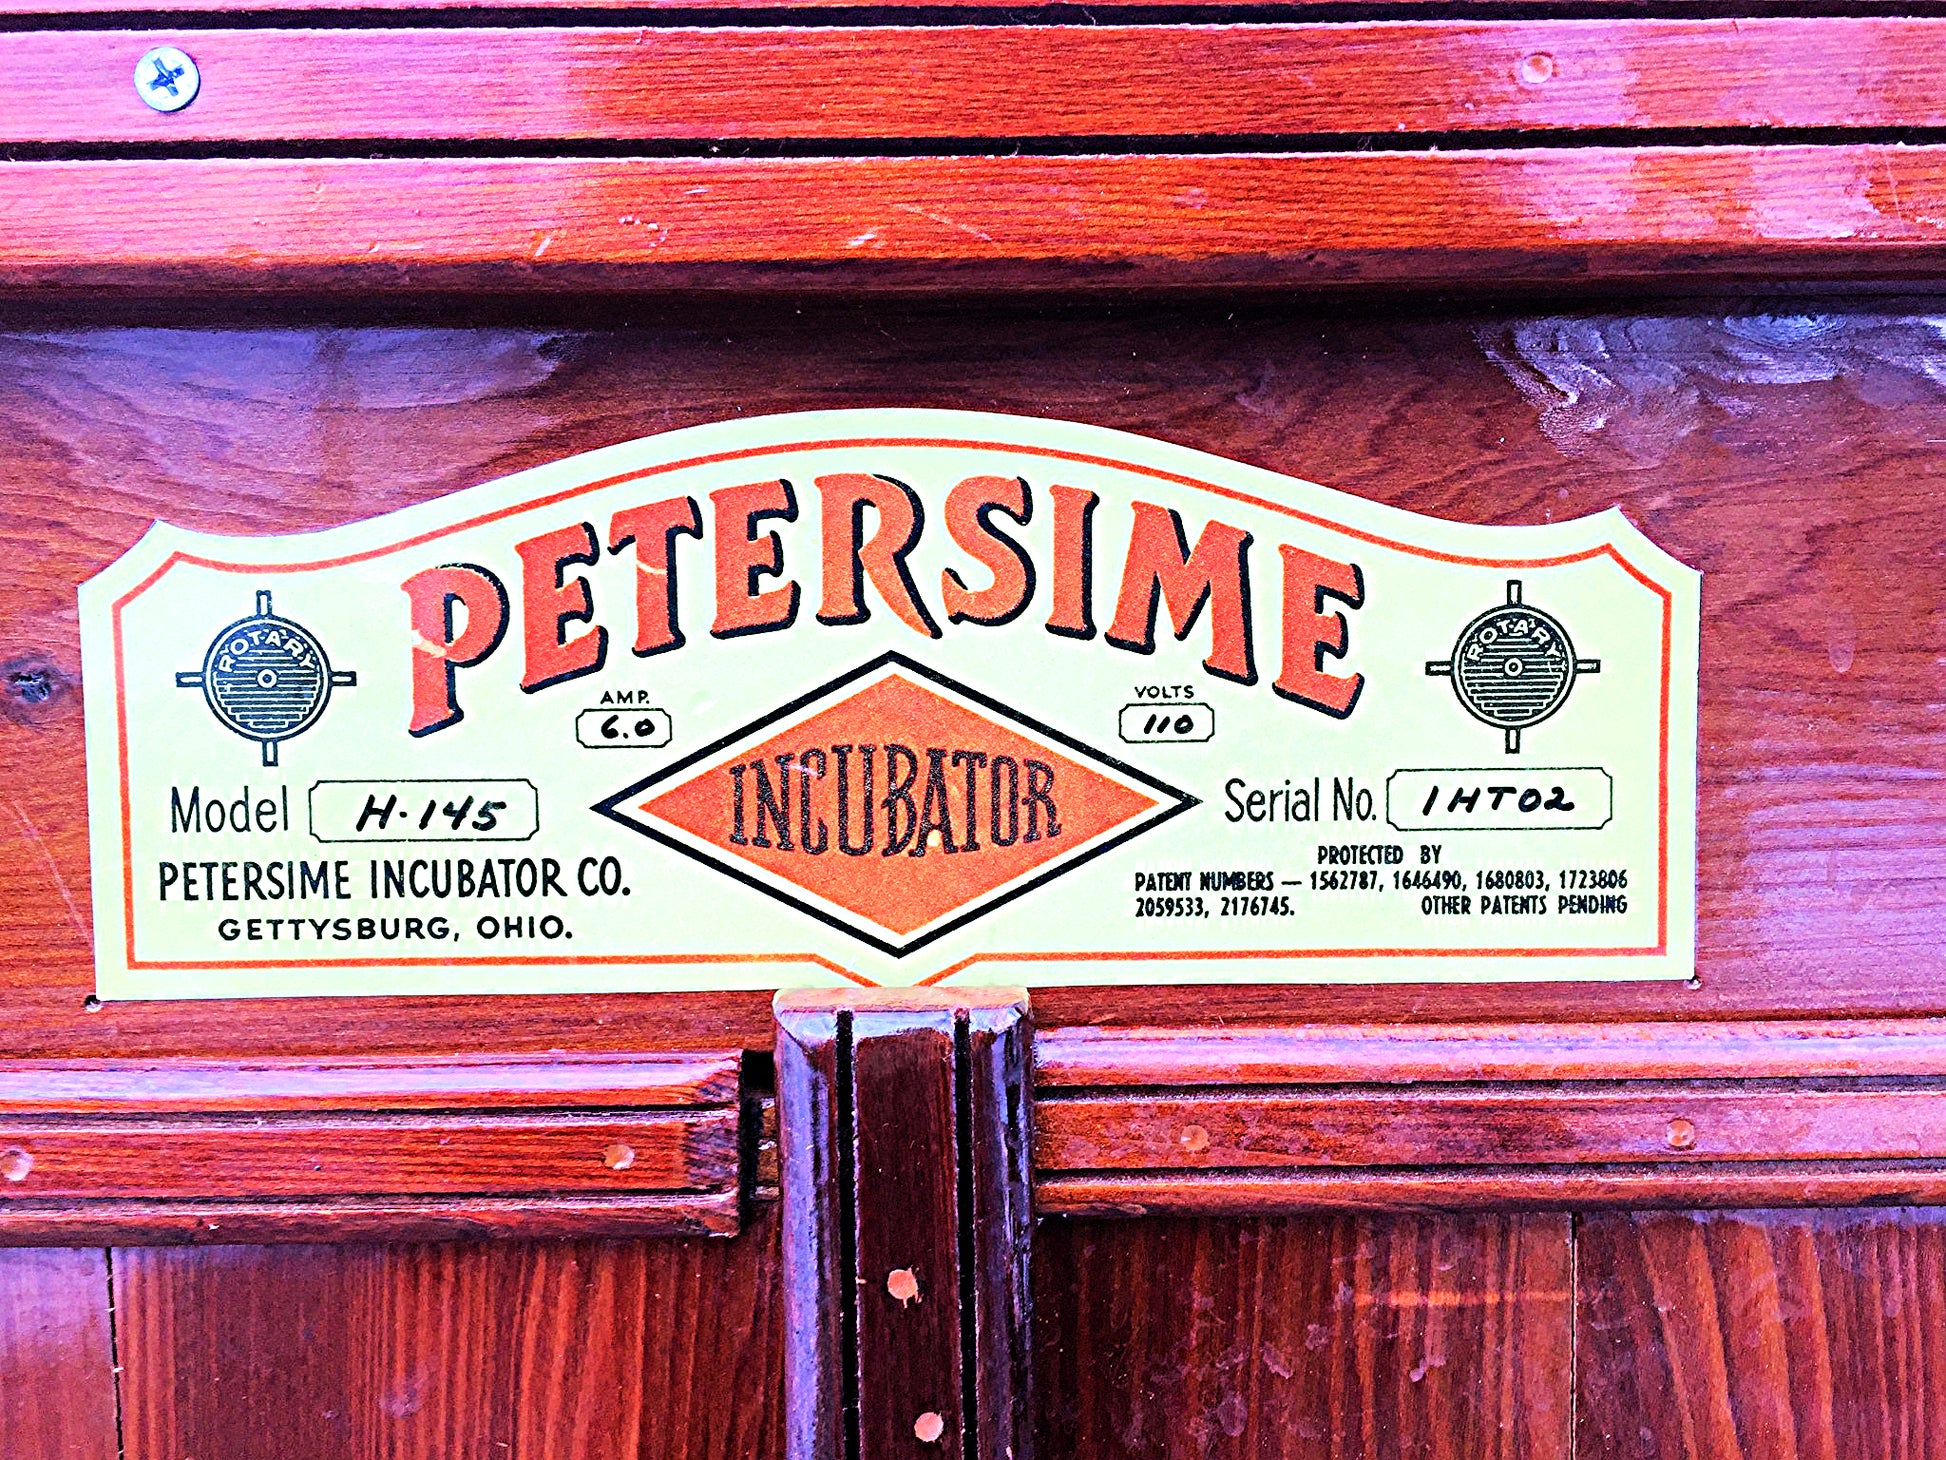 PETERSIME
ROTARY
ROTARY
AMP.
6.0
VOLTS
110
INCUBATOR
Model H-145
Serial No. 1HT02
PETERSIME INCUBATOR CO.
GETTYSBURG, OHIO.
PROTECTED BY
PATENT NUMBERS — 1562787, 1646490, 1680803, 1723806
2059533, 2176745. OTHER PATENTS PENDING